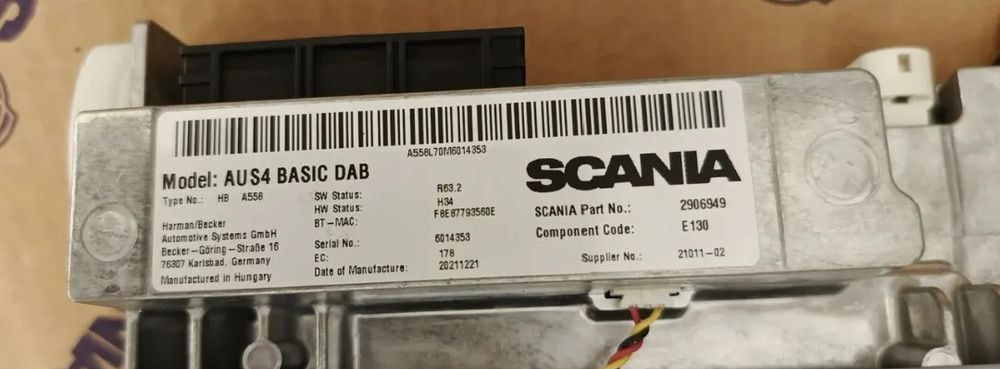 A558L70M6014353
Model: AUS4 BASIC DAB
Type No.: HB A558
Harman/Becker
Automotive Systems GmbH
Becker-Göring-Straße 16
76307 Karlsbad, Germany
Manufactured in Hungary
SW Status: R63.2
HW Status: H34
BT-MAC: F8E87793560E
Serial No.: 6014353
EC: 178
Date of Manufacture: 20211221
SCANIA
SCANIA Part No.: 2906949
Component Code: E130
Supplier No.: 21011-02